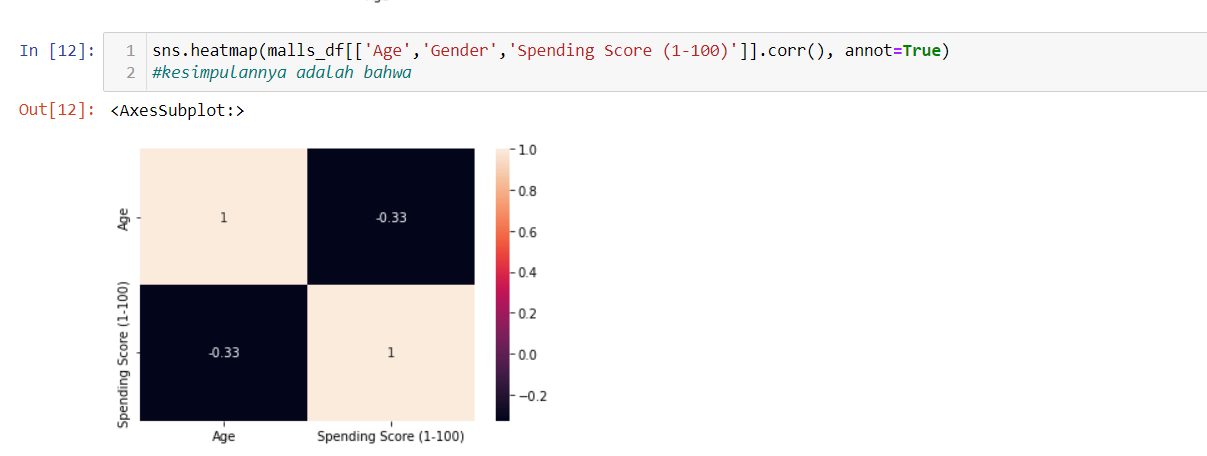 In [12]:
1 sns.heatmap(malls_df[['Age','Gender','Spending Score (1-100)']].corr(), annot=True)
2 #kesimpulannya adalah bahwa
Out[12]: <AxesSubplot:>
1.0
0.8
0.6
0.4
0.2
0.0
−0.2
Age
1
-0.33
Spending Score (1-100)
-0.33
1
Age
Spending Score (1-100)